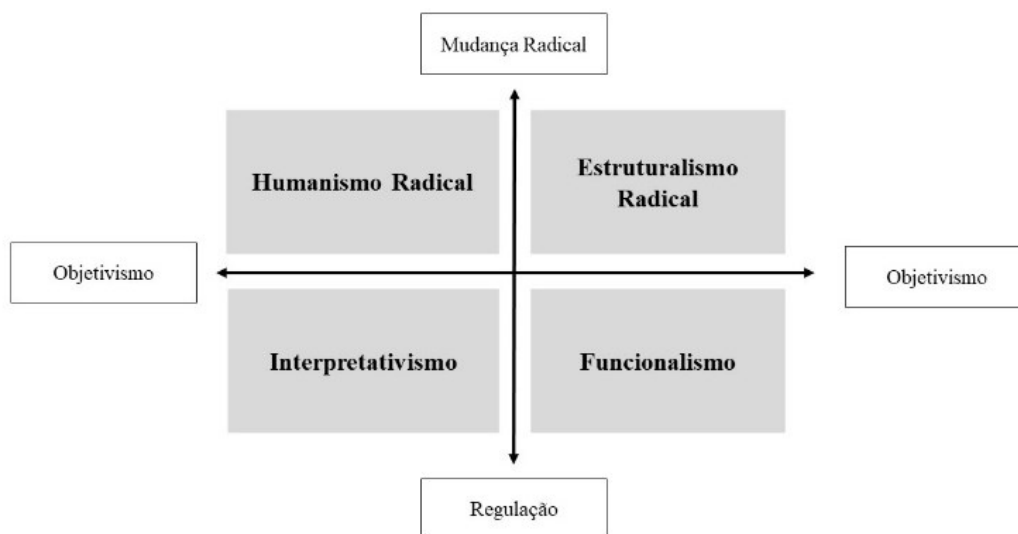 Mudança Radical
Humanismo Radical
Estruturalismo
Radical
Objetivismo
Objetivismo
Interpretativismo
Funcionalismo
Regulação